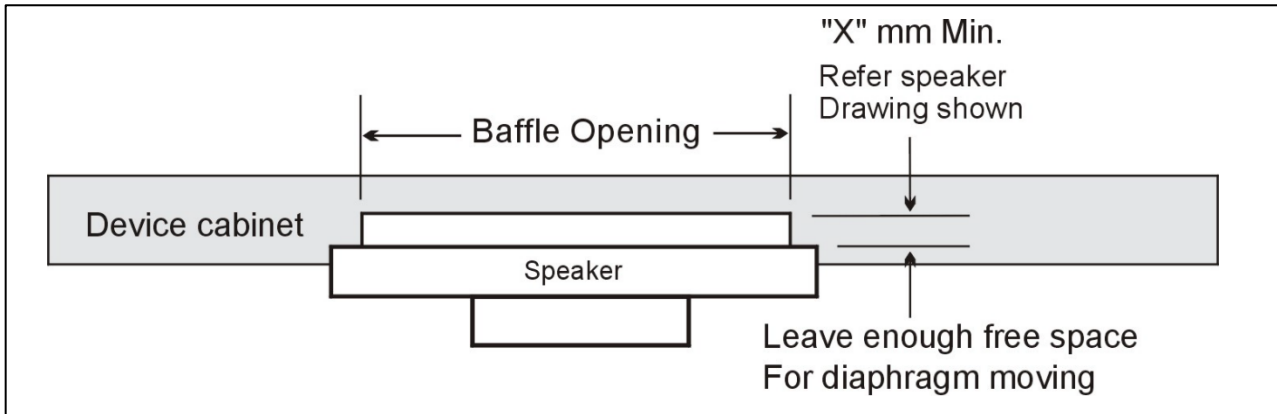 "X" mm Min.
Refer speaker
Drawing shown
Baffle Opening
Device cabinet
Speaker
Leave enough free space
For diaphragm moving